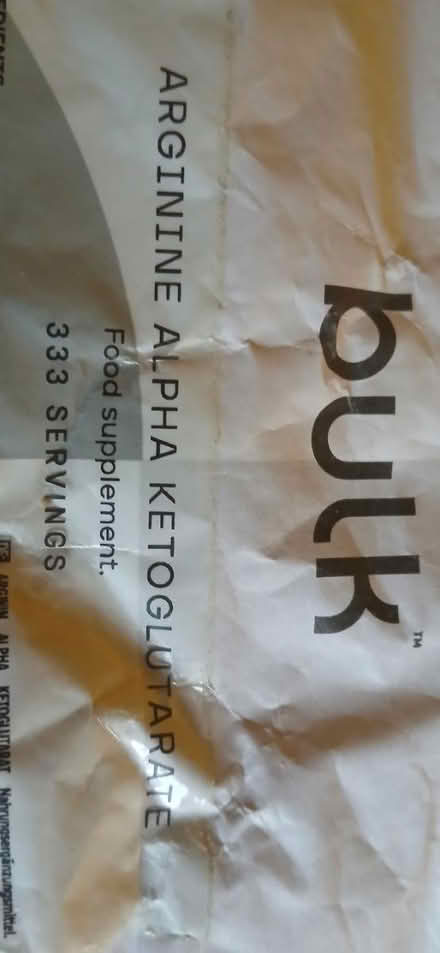 bulk™
ARGININE ALPHA KETOGLUTARATE
Food supplement.
333 SERVINGS
ARGININ ALPHA KETOGLUTARAT Nahrungsergänzungsmittel.